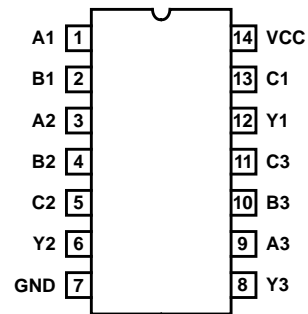 A1 1 14 VCC
B1 2 13 C1
A2 3 12 Y1
B2 4 11 C3
C2 5 10 B3
Y2 6 9 A3
GND 7 8 Y3